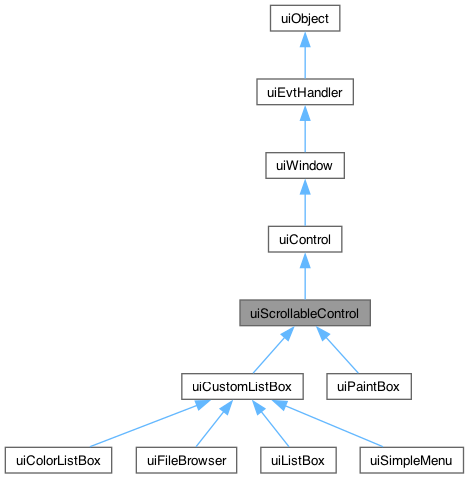 uiObject
uiEvtHandler
uiWindow
uiControl
uiScrollableControl
uiCustomListBox
uiPaintBox
uiColorListBox
uiFileBrowser
uiListBox
uiSimpleMenu